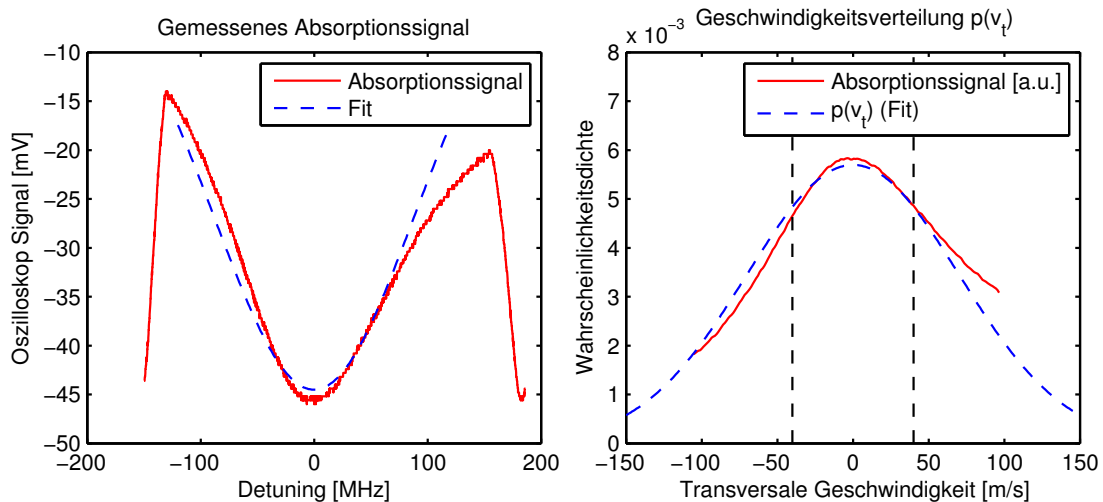 Gemessenes Absorptionssignal
−10
−15
−20
−25
−30
−35
−40
−45
−50
Oszilloskop Signal [mV]
Absorptionssignal
Fit
−200
−100
0
100
200
Detuning [MHz]
Geschwindigkeitsverteilung p(v_t)
x 10^−3
8
7
6
5
4
3
2
1
0
Wahrscheinlichkeitsdichte
Absorptionssignal [a.u.]
p(v_t) (Fit)
−150
−100
−50
0
50
100
150
Transversale Geschwindigkeit [m/s]